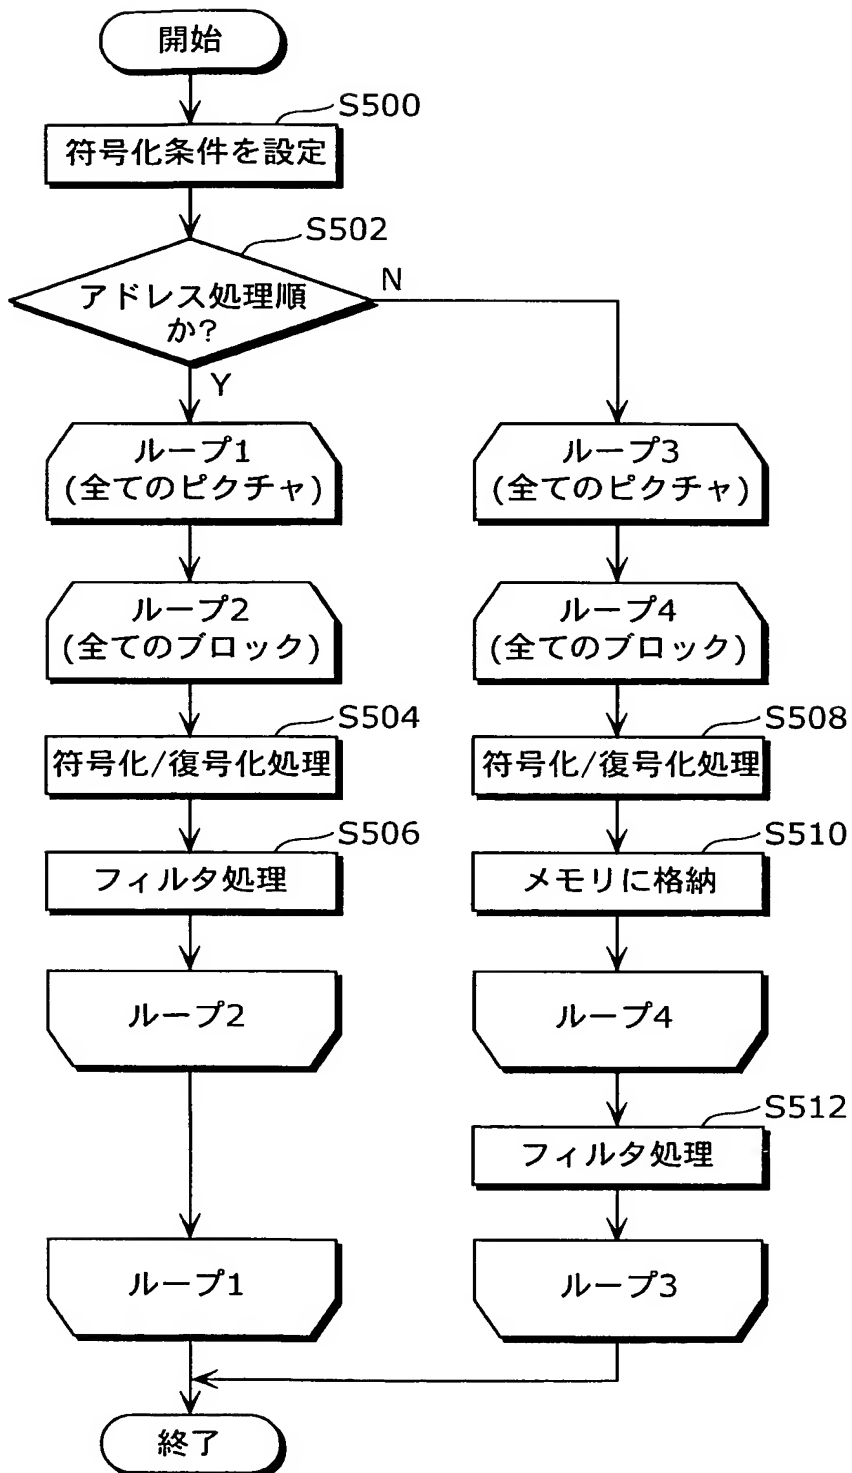 開始
S500
符号化条件を設定
S502
アドレス処理順
か?
N
Y
ループ1
(全てのピクチャ)
ループ3
(全てのピクチャ)
ループ2
(全てのブロック)
ループ4
(全てのブロック)
S504
符号化/復号化処理
S508
符号化/復号化処理
S506
フィルタ処理
S510
メモリに格納
ループ2
ループ4
S512
フィルタ処理
ループ1
ループ3
終了